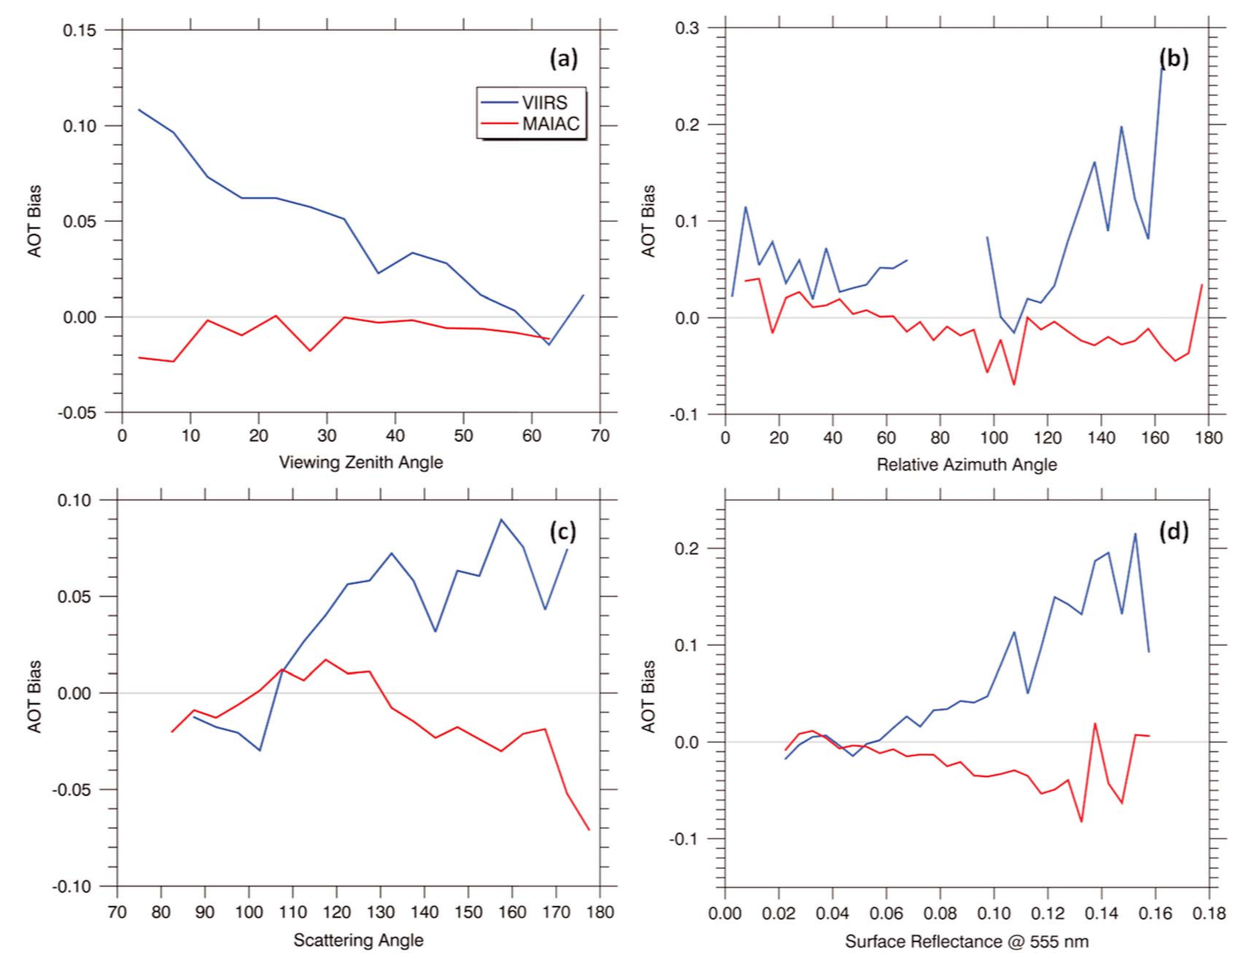 (a)
VIIRS
MAIAC
0.15
0.10
0.05
0.00
-0.05
AOT Bias
0 10 20 30 40 50 60 70
Viewing Zenith Angle
(b)
0.3
0.2
0.1
0.0
-0.1
AOT Bias
0 20 40 60 80 100 120 140 160 180
Relative Azimuth Angle
(c)
0.10
0.05
0.00
-0.05
-0.10
AOT Bias
70 80 90 100 110 120 130 140 150 160 170 180
Scattering Angle
(d)
0.2
0.1
0.0
-0.1
AOT Bias
0.00 0.02 0.04 0.06 0.08 0.10 0.12 0.14 0.16 0.18
Surface Reflectance @ 555 nm